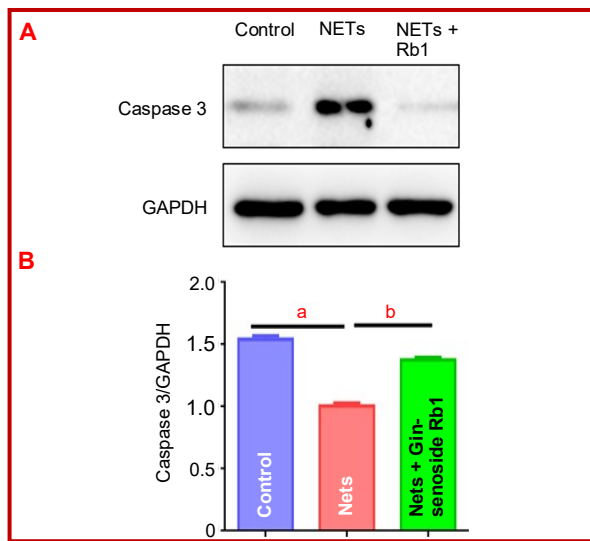 A
Control NETs NETs +
Rb1
Caspase 3
GAPDH
B
Caspase 3/GAPDH
2.0
1.5
1.0
0.5
0
a b
Control
Nets
Nets + Gin-
senoside Rb1